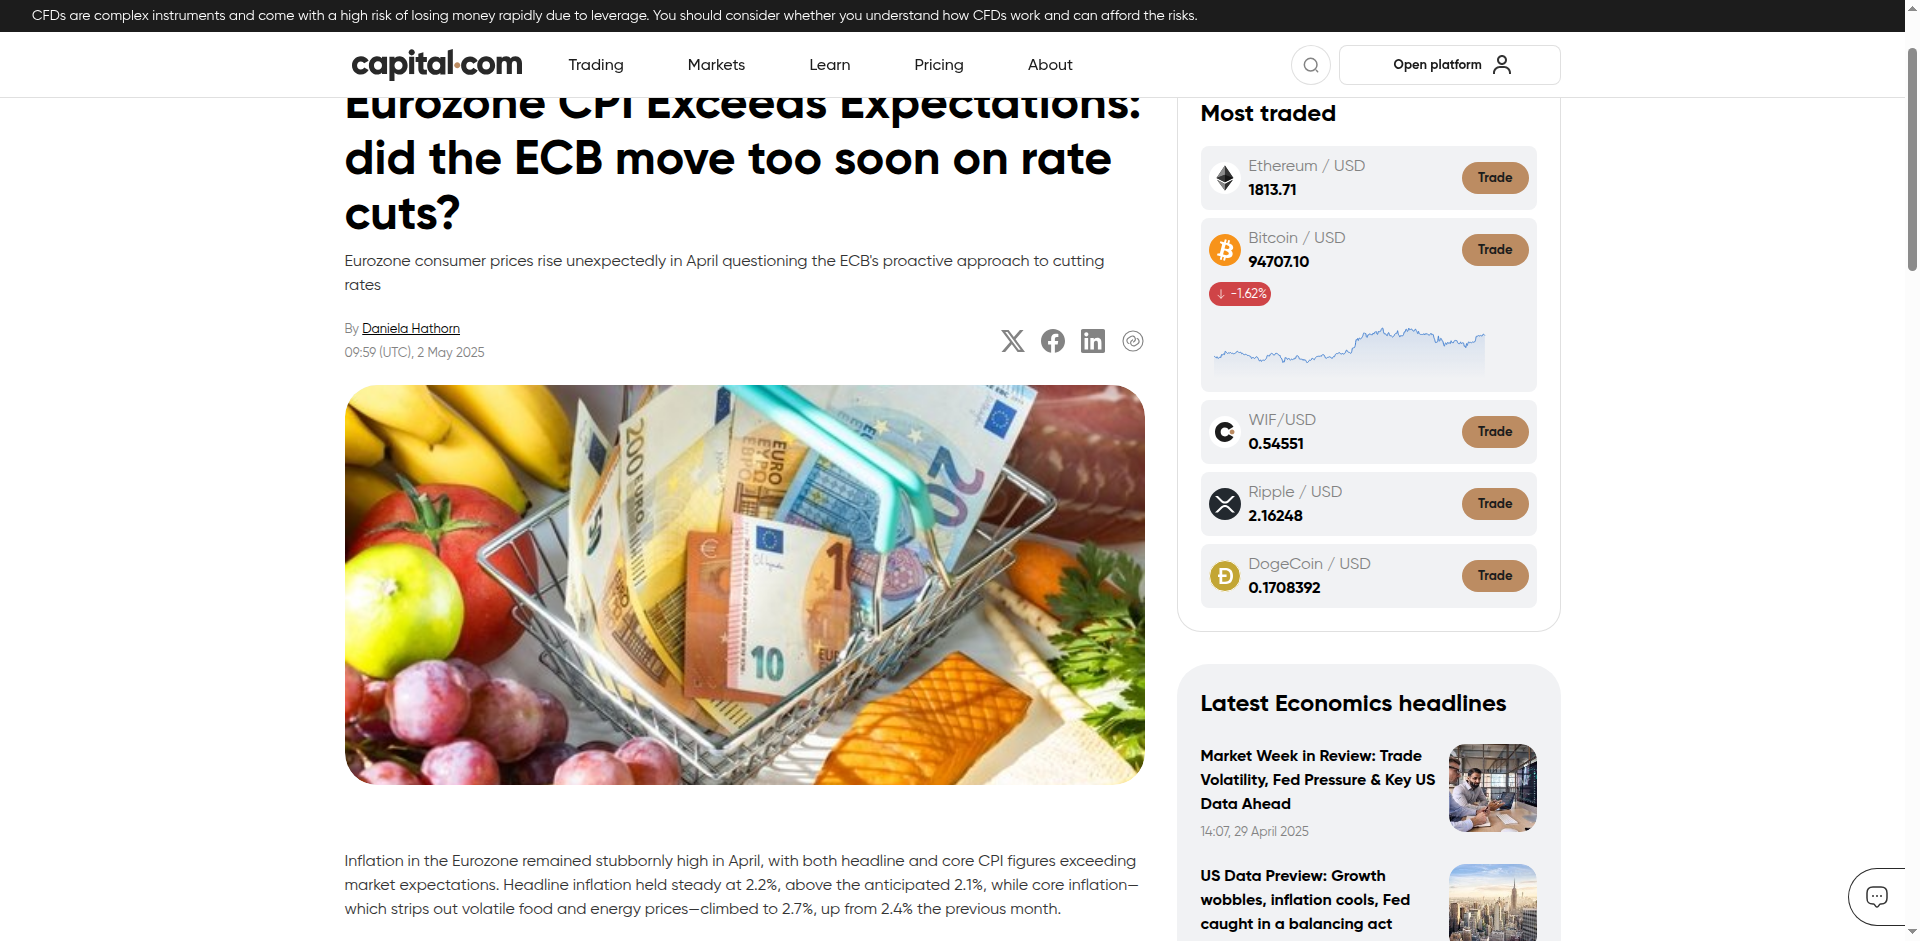 CFDs are complex instruments and come with a high risk of losing money rapidly due to leverage. You should consider whether you understand how CFDs work and can afford the risks.
capital.com
Trading
Markets
Learn
Pricing
About
Open platform
Eurozone CPI Exceeds Expectations:
did the ECB move too soon on rate
cuts?
Eurozone consumer prices rise unexpectedly in April questioning the ECB's proactive approach to cutting
rates
By Daniela Hathorn
09:59 (UTC), 2 May 2025
200 EURO
EURO
20
10
Inflation in the Eurozone remained stubbornly high in April, with both headline and core CPI figures exceeding
market expectations. Headline inflation held steady at 2.2%, above the anticipated 2.1%, while core inflation—
which strips out volatile food and energy prices—climbed to 2.7%, up from 2.4% the previous month.
Most traded
Ethereum / USD
1813.71
Trade
Bitcoin / USD
94707.10
Trade
↓ -1.62%
WIF/USD
0.54551
Trade
Ripple / USD
2.16248
Trade
DogeCoin / USD
0.1708392
Trade
Latest Economics headlines
Market Week in Review: Trade
Volatility, Fed Pressure & Key US
Data Ahead
14:07, 29 April 2025
US Data Preview: Growth
wobbles, inflation cools, Fed
caught in a balancing act